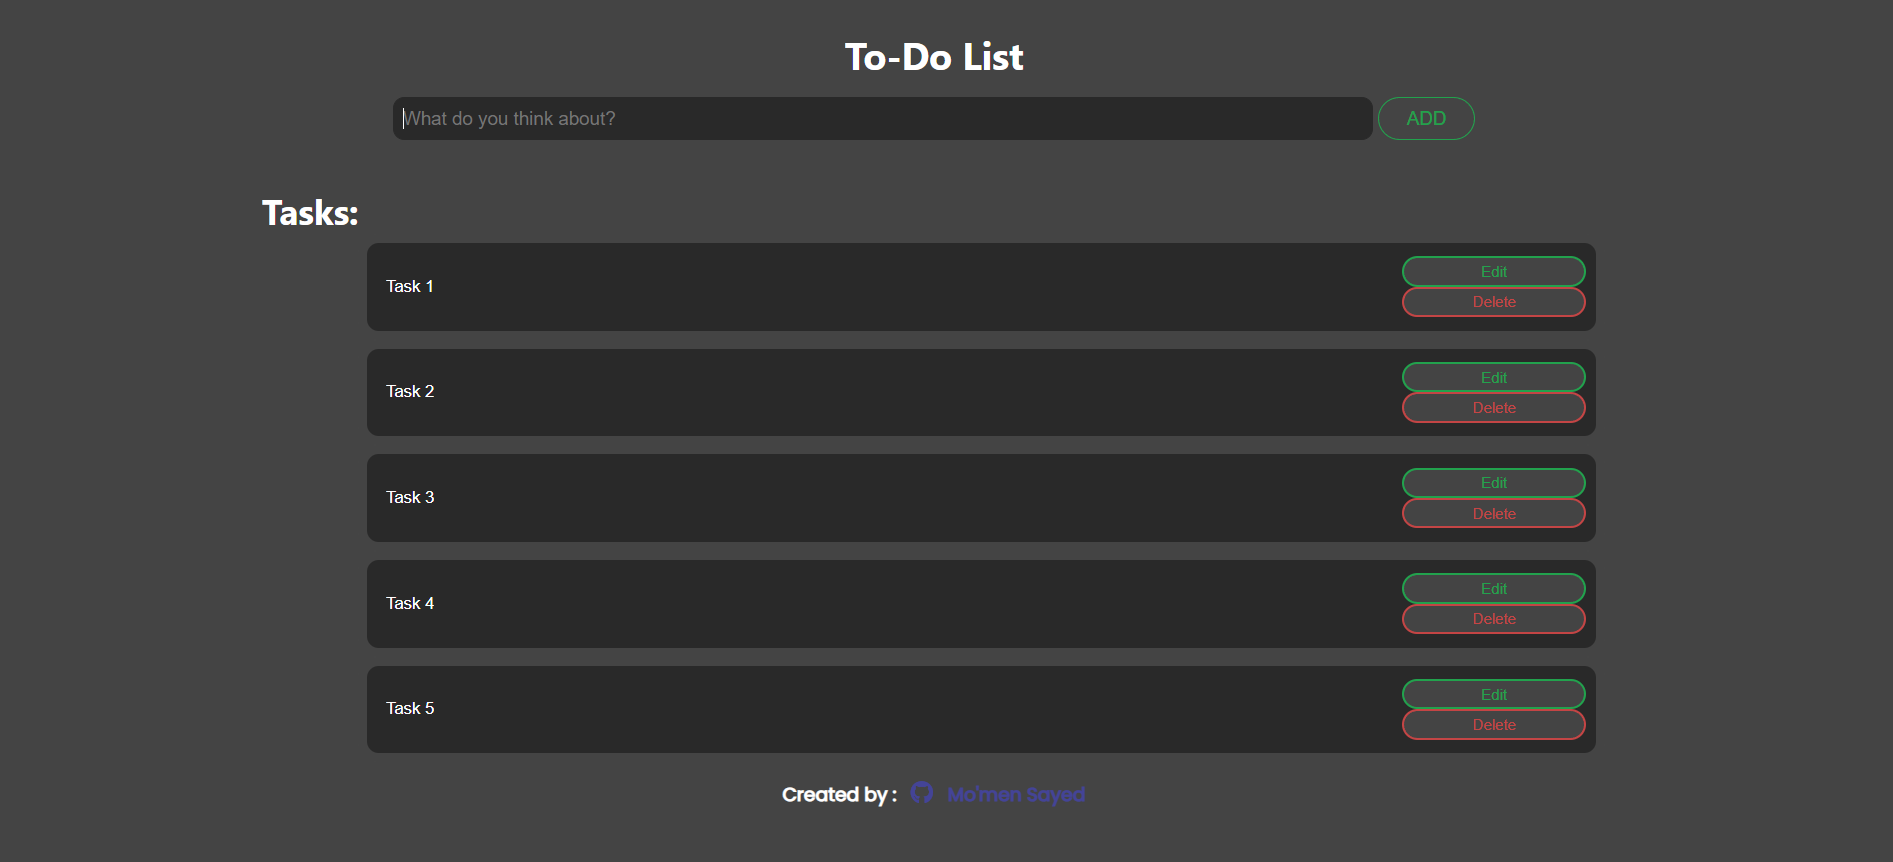 To-Do List
What do you think about? ADD
Tasks:
Task 1
Edit
Delete
Task 2
Edit
Delete
Task 3
Edit
Delete
Task 4
Edit
Delete
Task 5
Edit
Delete
Created by : Mo'men Sayed